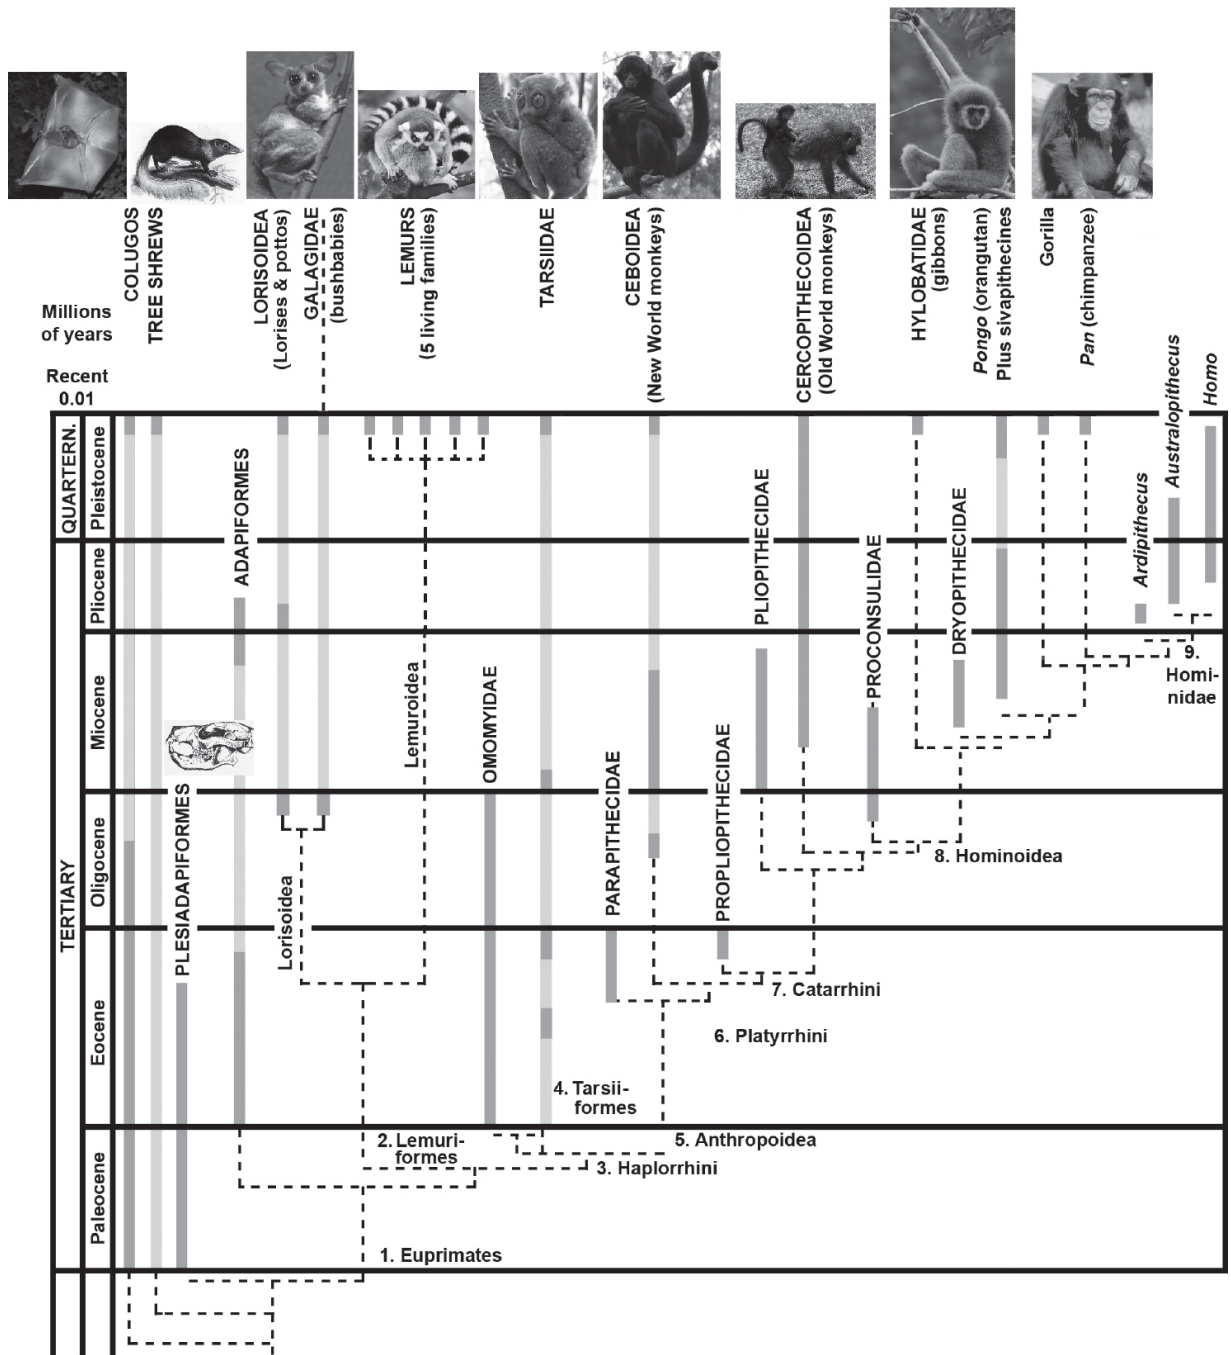 COLUGOS
TREE SHREWS
LORISOIDEA
(Lorises & pottos)
GALAGIDAE
(bushbabies)
LEMURS
(5 living families)
TARSIIDAE
CEBOIDEA
(New World monkeys)
CERCOPITHECOIDEA
(Old World monkeys)
HYLOBATIDAE
(gibbons)
Pongo (orangutan)
Plus sivapithecines
Gorilla
Pan (chimpanzee)
Australopithecus
Homo
Millions
of years
Recent
0.01
QUARTERN.
Pleistocene
ADAPIFORMES
PLIOPITHECIDAE
PROCONSULIDAE
DRYOPITHECIDAE
Ardipithecus
TERTIARY
Pliocene
Miocene
Lemuroidea
OMOMYIDAE
9.
Homi-
nidae
PLESIADAPIFORMES
PARAPITHECIDAE
PROPLIOPITHECIDAE
Oligocene
8. Hominoidea
Lorisoidea
7. Catarrhini
Eocene
6. Platyrrhini
4. Tarsii-
formes
2. Lemuri-
formes
5. Anthropoidea
3. Haplorrhini
Paleocene
1. Euprimates